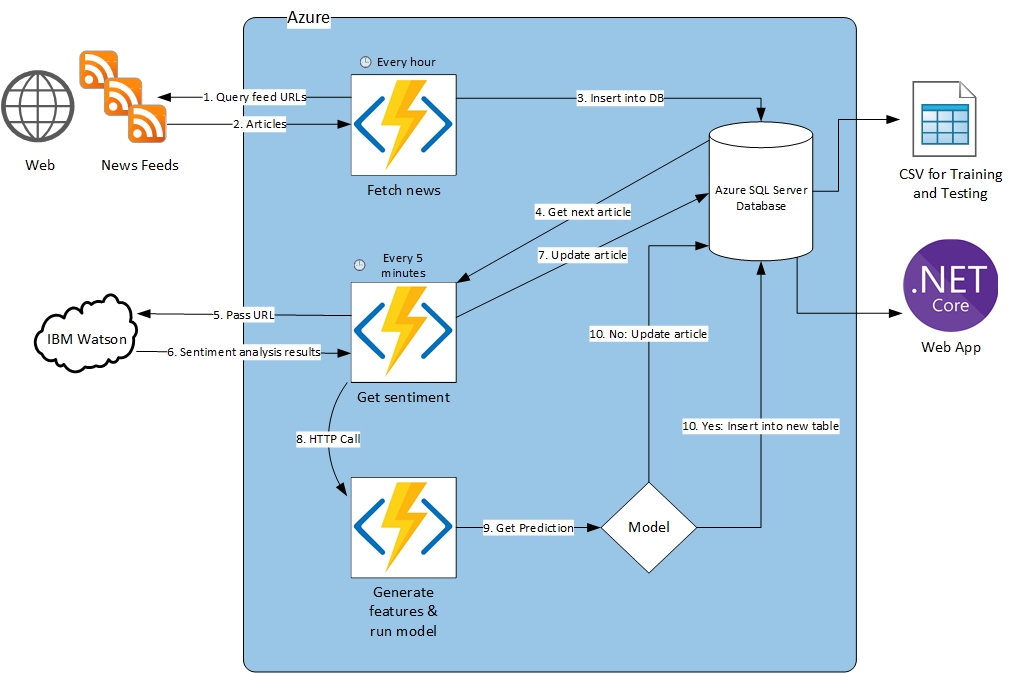 Azure
Every hour
1. Query feed URLs
2. Articles
3. Insert into DB
Web
News Feeds
Fetch news
Azure SQL Server
Database
CSV for Training
and Testing
4. Get next article
7. Update article
Every 5
minutes
.NET
Core
Web App
5. Pass URL
IBM Watson
6. Sentiment analysis results
10. No: Update article
Get sentiment
8. HTTP Call
10. Yes: Insert into new table
9. Get Prediction
Model
Generate
features &
run model